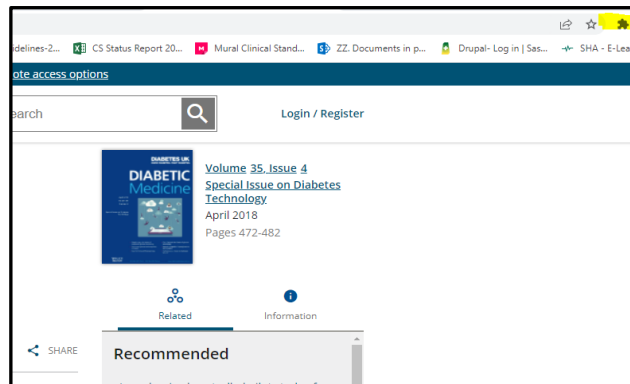 idelines-2... CS Status Report 20... Mural Clinical Stand... ZZ. Documents in p... Drupal- Log in | Sas... SHA - E-Lea
ote access options
earch
Login / Register
DIABETES UK
DIABETIC
Medicine
Volume 35, Issue 4
Special Issue on Diabetes
Technology
April 2018
Pages 472-482
Related
Information
SHARE
Recommended